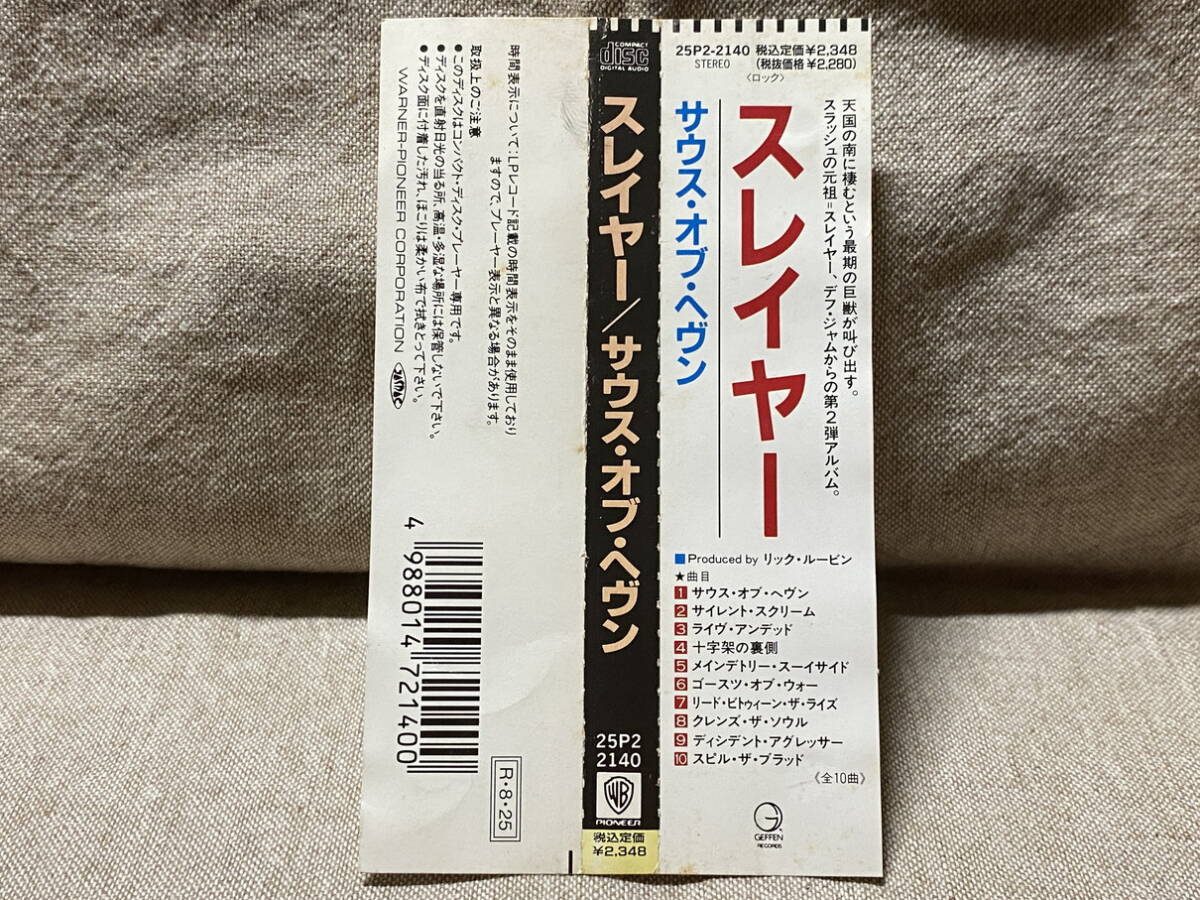 25P2-2140 税込定価¥2,348
STEREO (税抜価格¥2,280)
〈ロック〉
天国の南に棲むという最期の巨獣が叫び出す。
スラッシュの元祖=スレイヤー、デフ・ジャムからの第2弾アルバム。
スレイヤー
サウス・オブ・ヘヴン
■Produced by リック・ルービン
★曲目
1 サウス・オブ・ヘヴン
2 サイレント・スクリーム
3 ライヴ・アンデッド
4 十字架の裏側
5 メインデトリー・スーイサイド
6 ゴースツ・オブ・ウォー
7 リード・ビトゥィーン・ザ・ライズ
8 クレンズ・ザ・ソウル
9 ディシデント・アグレッサー
10 スピル・ザ・ブラッド
《全10曲》
GEFFEN
RECORDS
COMPACT
disc
DIGITAL AUDIO
スレイヤー/サウス・オブ・ヘヴン
25P2
2140
WB
PIONEER
税込定価
¥2,348
時間表示について:LPレコード記載の時間表示をそのまま使用しており
ますので、プレーヤー表示と異なる場合があります。
取扱上のご注意
●このディスクはコンパクト・ディスク・プレーヤー専用です。
●ディスクを直射日光の当る所、高温・多湿な場所には保管しないで下さい。
●ディスク面に付着した汚れ、ほこりは柔かい布で拭きとって下さい。
WARNER-PIONEER CORPORATION
JASRAC
4 988014 721400
R・8・25